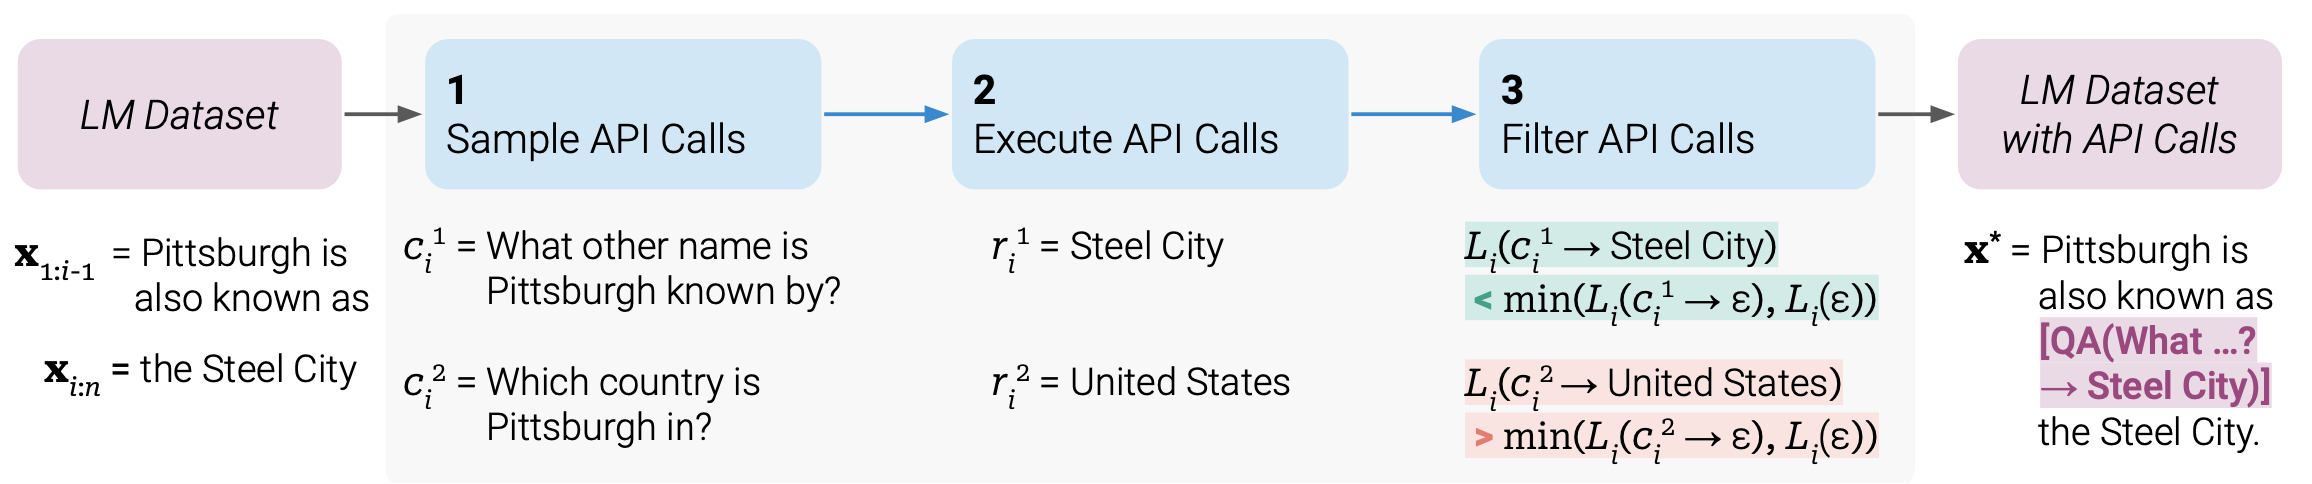 LM Dataset
1
Sample API Calls
2
Execute API Calls
3
Filter API Calls
LM Dataset
with API Calls
x1:i-1 = Pittsburgh is
also known as
xi:n = the Steel City
ci1 = What other name is
Pittsburgh known by?
ci2 = Which country is
Pittsburgh in?
ri1 = Steel City
ri2 = United States
Li(ci1 → Steel City)
< min(Li(ci1 → ε), Li(ε))
Li(ci2 → United States)
> min(Li(ci2 → ε), Li(ε))
x* = Pittsburgh is
also known as
[QA(What ...?
→ Steel City)]
the Steel City.